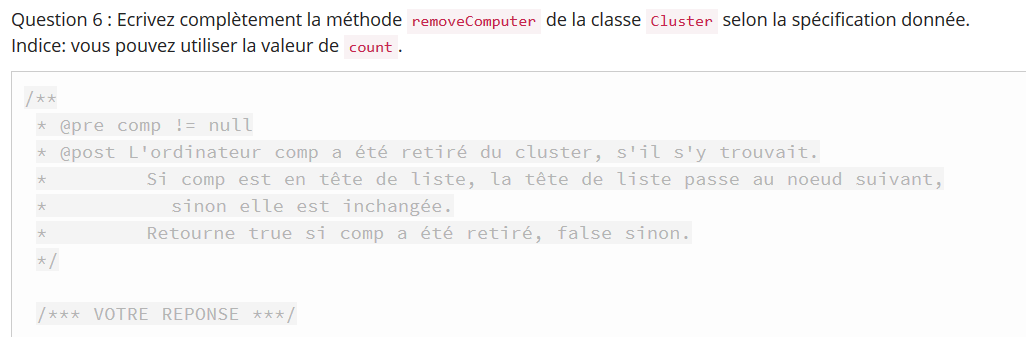 Question 6 : Ecrivez complètement la méthode removeComputer de la classe Cluster selon la spécification donnée.
Indice: vous pouvez utiliser la valeur de count.
/**
* @pre comp != null
* @post L'ordinateur comp a été retiré du cluster, s'il s'y trouvait.
* Si comp est en tête de liste, la tête de liste passe au noeud suivant,
* sinon elle est inchangée.
* Retourne true si comp a été retiré, false sinon.
*/
/*** VOTRE REPONSE ***/